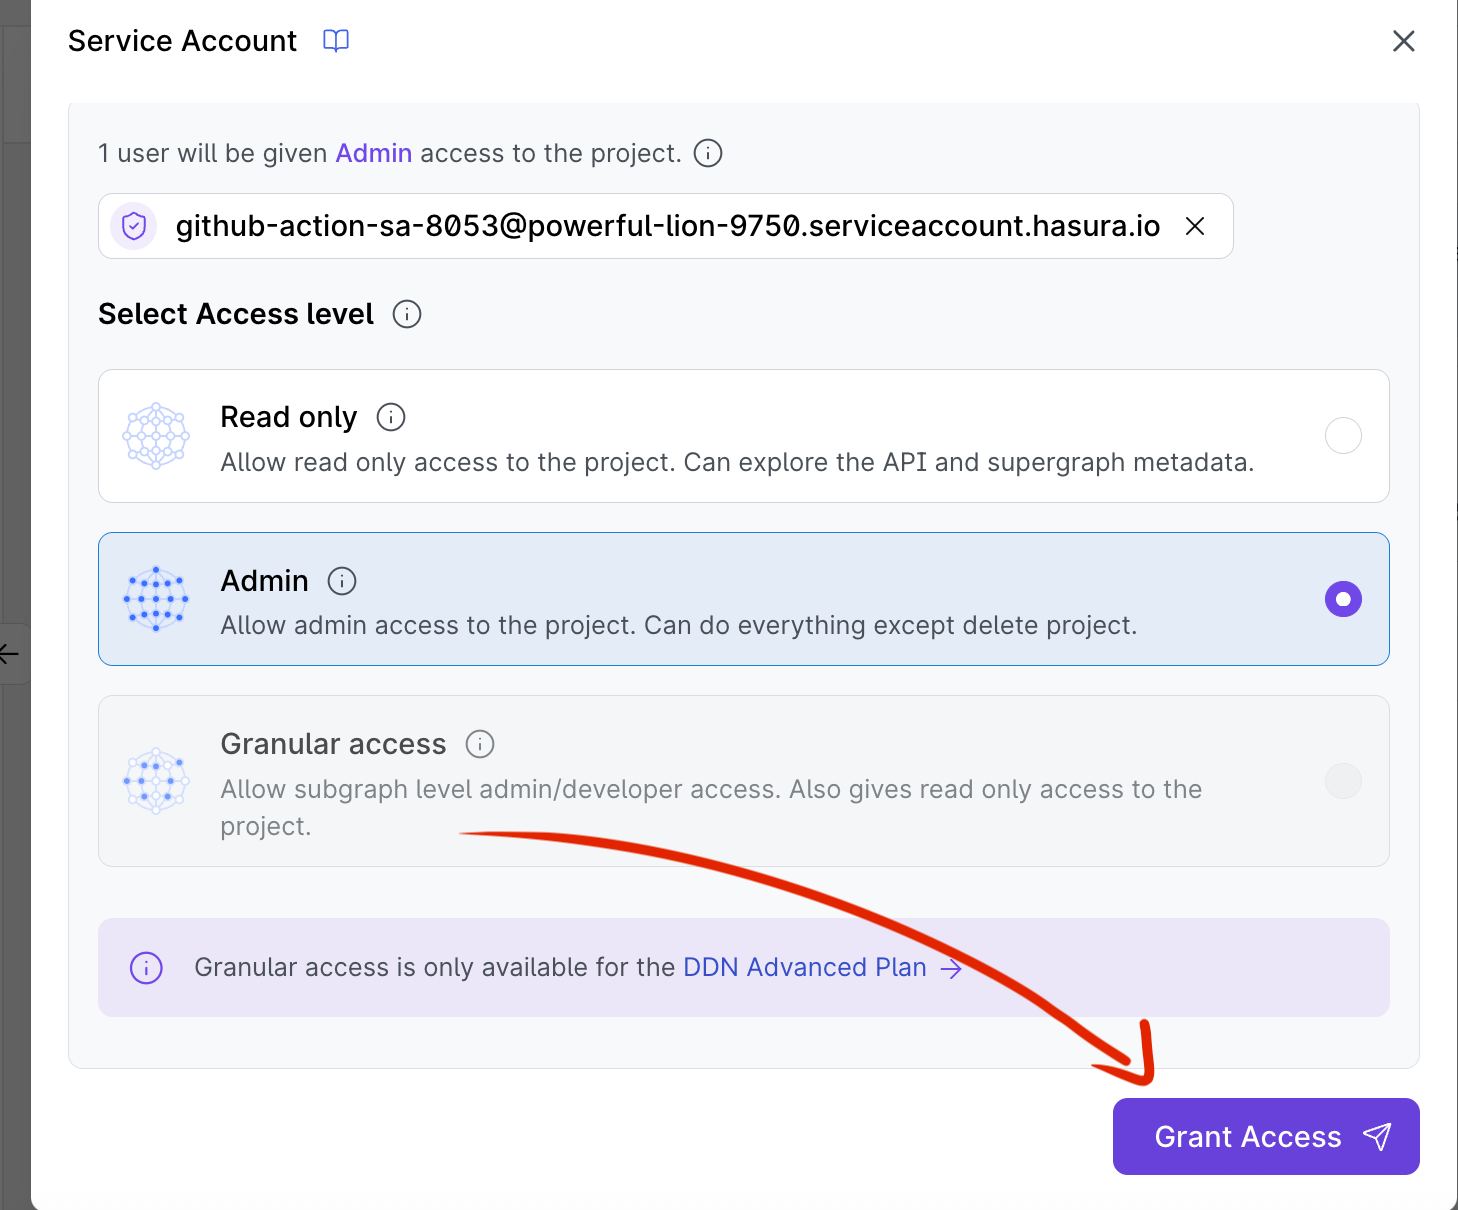 Service Account
1 user will be given Admin access to the project.
github-action-sa-8053@powerful-lion-9750.serviceaccount.hasura.io
Select Access level
Read only
Allow read only access to the project. Can explore the API and supergraph metadata.
Admin
Allow admin access to the project. Can do everything except delete project.
Granular access
Allow subgraph level admin/developer access. Also gives read only access to the
project.
Granular access is only available for the DDN Advanced Plan →
Grant Access